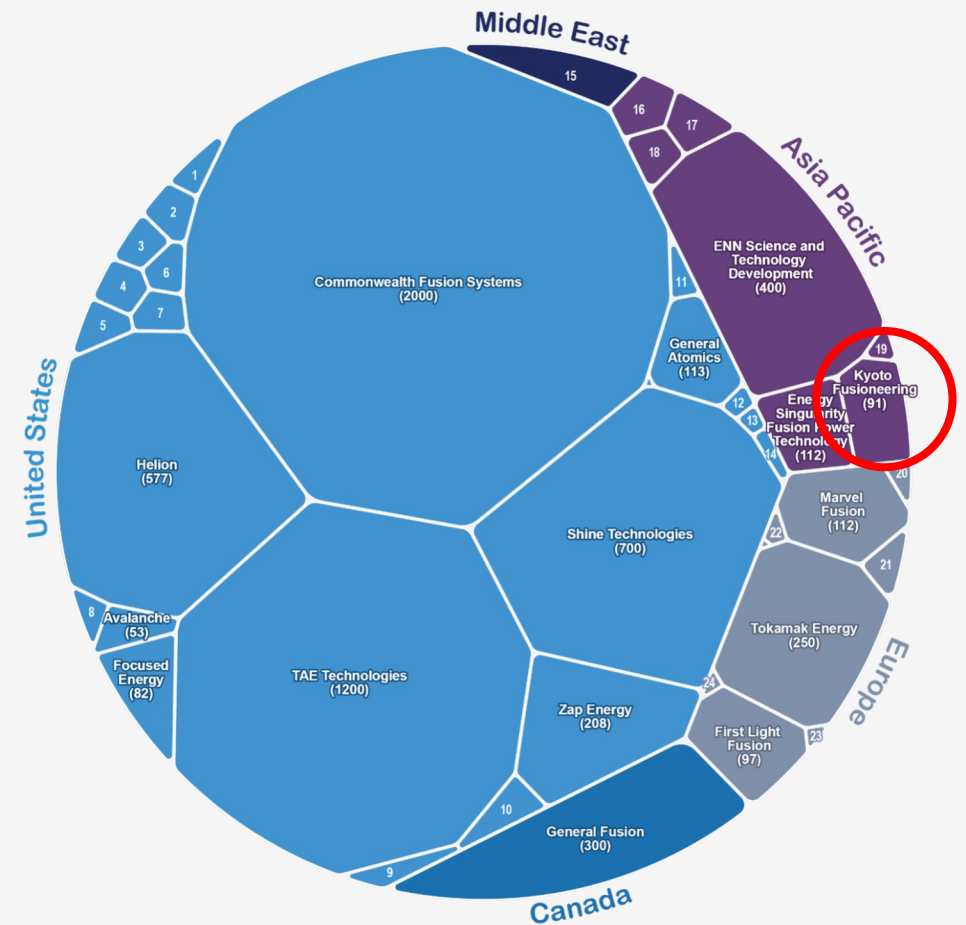 Middle East
15
16
17
18
Asia Pacific
ENN Science and
Technology
Development
(400)
19
Kyoto
Fusioneering
(91)
Energy
Singularity
Fusion Power
Technology
(112)
1
2
3
4
5
6
7
Commonwealth Fusion Systems
(2000)
11
General
Atomics
(113)
12
13
14
United States
Helion
(577)
Shine Technologies
(700)
20
Marvel
Fusion
(112)
22
21
Tokamak Energy
(250)
Europe
8
Avalanche
(53)
Focused
Energy
(82)
TAE Technologies
(1200)
Zap Energy
(208)
24
First Light
Fusion
(97)
23
10
General Fusion
(300)
9
Canada